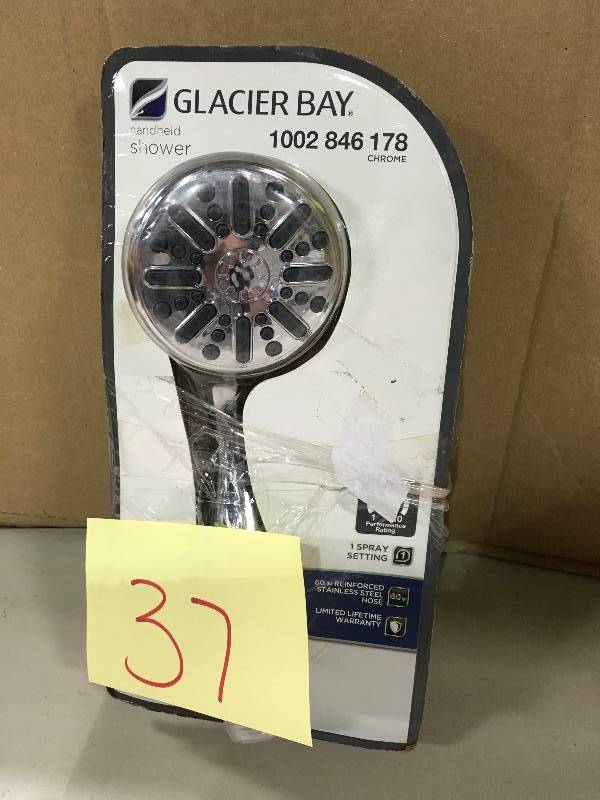 GLACIER BAY®
handheld
shower
1002 846 178
CHROME
Performance
Rating
1 SPRAY
SETTING
1
60 IN REINFORCED
STAINLESS STEEL
HOSE
60 in
LIMITED LIFETIME
WARRANTY
37